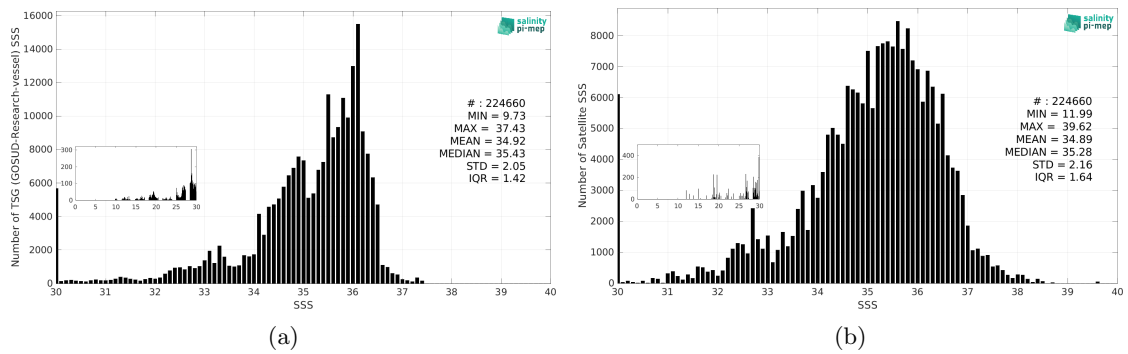 salinity
pi-mep
Number of TSG (GOSUD-Research-vessel) SSS
16000
14000
12000
10000
8000
6000
4000
2000
0
# : 224660
MIN = 9.73
MAX = 37.43
MEAN = 34.92
MEDIAN = 35.43
STD = 2.05
IQR = 1.42
300
200
100
0
0 5 10 15 20 25 30
30 31 32 33 34 35 36 37 38 39 40
SSS
(a)
salinity
pi-mep
Number of Satellite SSS
8000
7000
6000
5000
4000
3000
2000
1000
0
# : 224660
MIN = 11.99
MAX = 39.62
MEAN = 34.89
MEDIAN = 35.28
STD = 2.16
IQR = 1.64
400
200
0
0 5 10 15 20 25 30
30 31 32 33 34 35 36 37 38 39 40
SSS
(b)